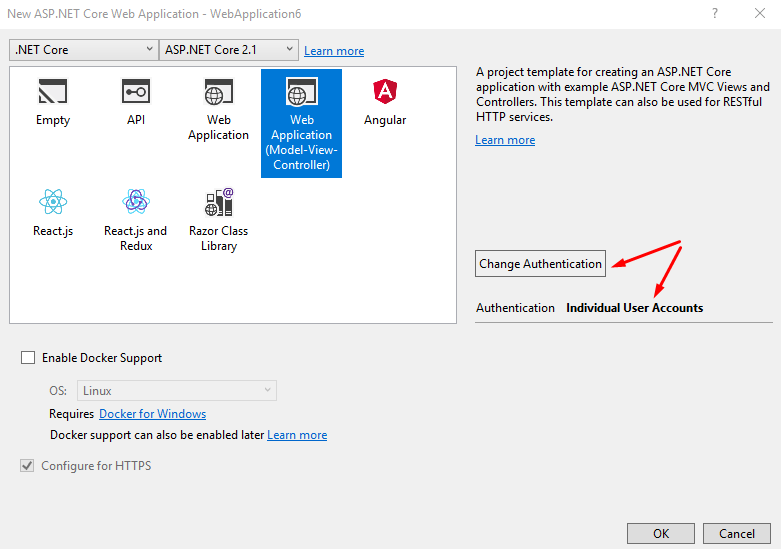 New ASP.NET Core Web Application - WebApplication6
?
.NET Core
ASP.NET Core 2.1
Learn more
Empty
API
Web
Application
Web
Application
(Model-View-
Controller)
Angular
React.js
React.js and
Redux
Razor Class
Library
A project template for creating an ASP.NET Core
application with example ASP.NET Core MVC Views and
Controllers. This template can also be used for RESTful
HTTP services.
Learn more
Change Authentication
Authentication Individual User Accounts
Enable Docker Support
OS: Linux
Requires Docker for Windows
Docker support can also be enabled later Learn more
Configure for HTTPS
OK
Cancel